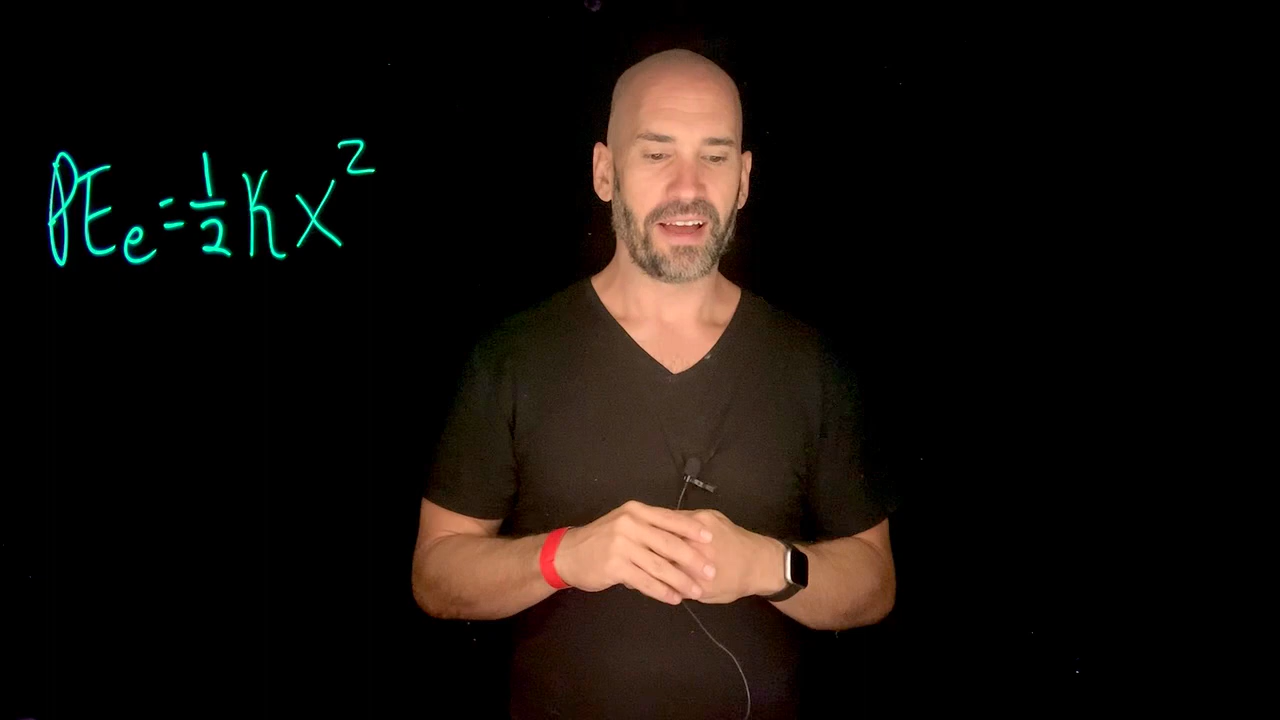 PEₑ = ½ Kx²